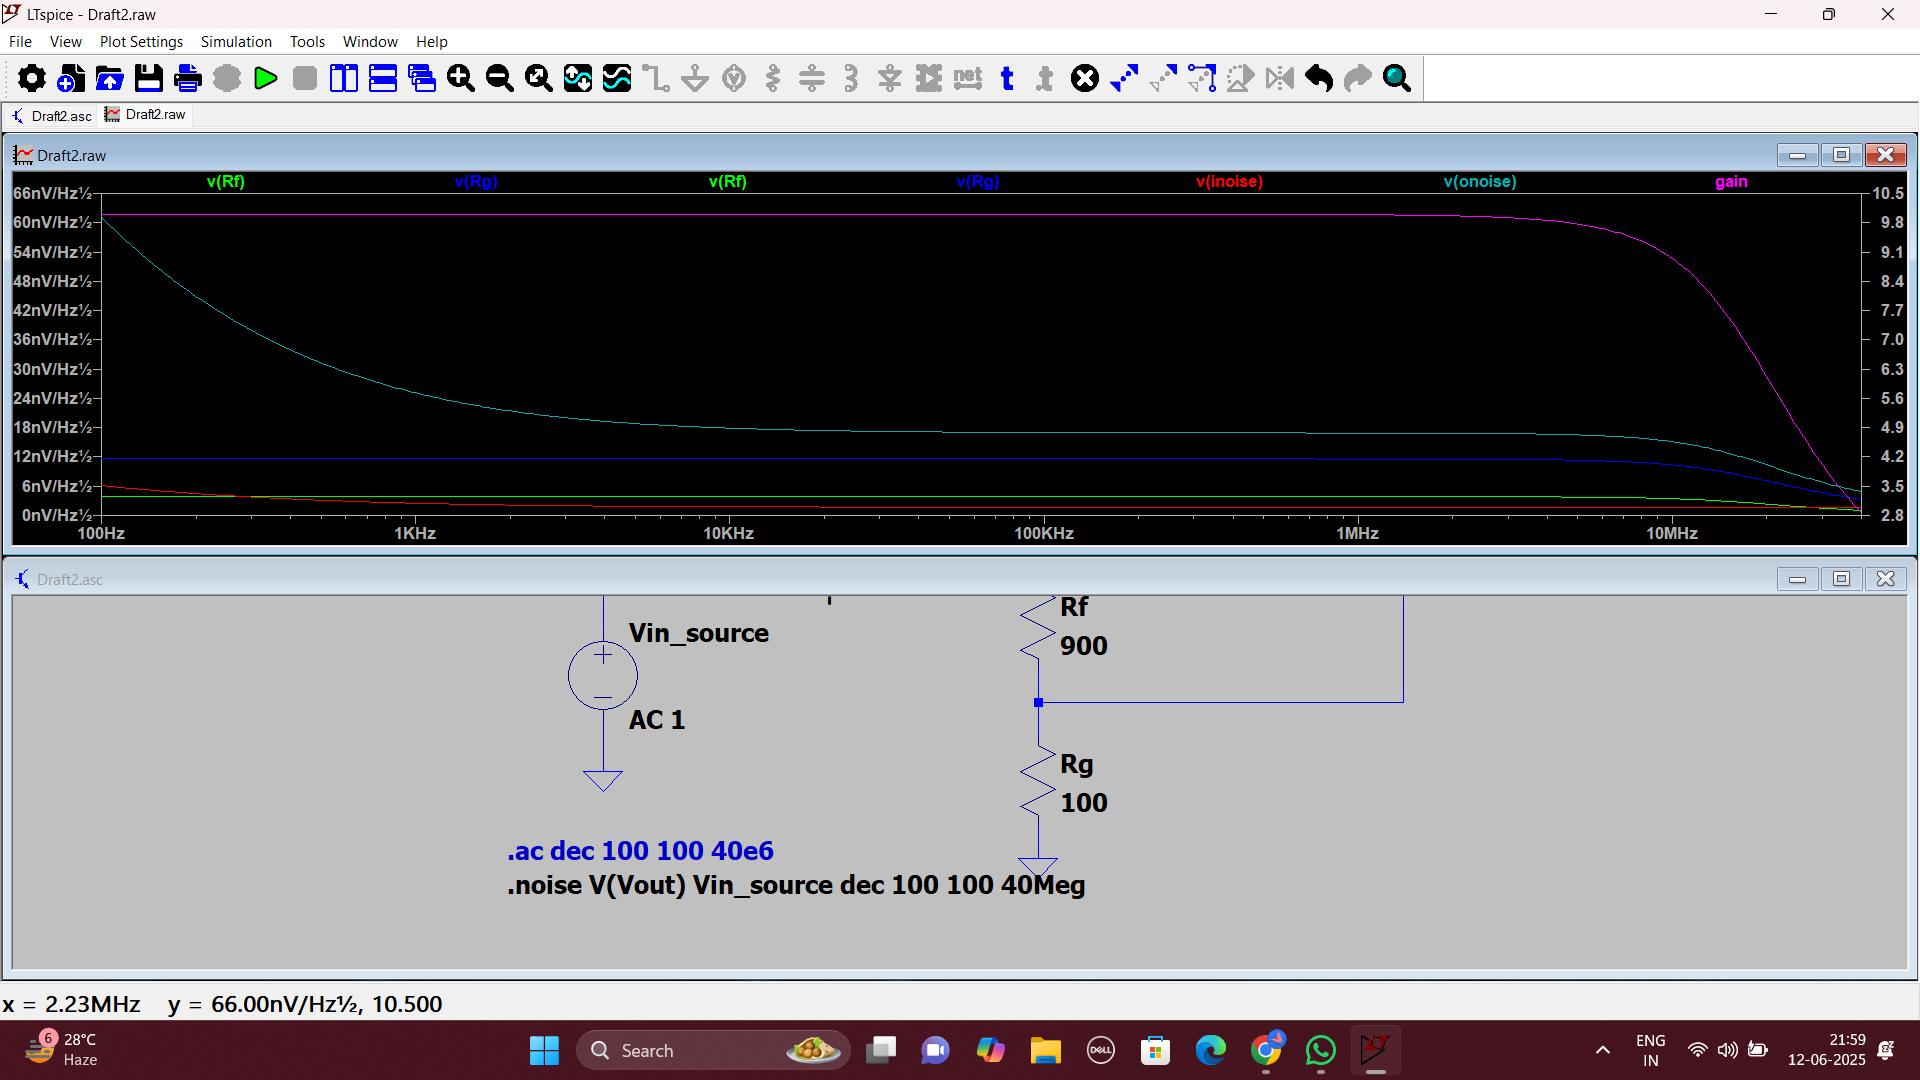 LTspice - Draft2.raw
File View Plot Settings Simulation Tools Window Help
net t t
Draft2.asc Draft2.raw
Draft2.raw
v(Rf) v(Rg) v(Rf) v(Rg) v(inoise) v(onoise) gain
66nV/Hz½ 10.5
60nV/Hz½ 9.8
54nV/Hz½ 9.1
48nV/Hz½ 8.4
42nV/Hz½ 7.7
36nV/Hz½ 7.0
30nV/Hz½ 6.3
24nV/Hz½ 5.6
18nV/Hz½ 4.9
12nV/Hz½ 4.2
6nV/Hz½ 3.5
0nV/Hz½ 2.8
100Hz 1KHz 10KHz 100KHz 1MHz 10MHz
Draft2.asc
Rf
Vin_source
900
AC 1
Rg
100
.ac dec 100 100 40e6
.noise V(Vout) Vin_source dec 100 100 40Meg
x = 2.23MHz y = 66.00nV/Hz½, 10.500
6
28°C
Haze
Search
DELL
ENG
IN
21:59
12-06-2025